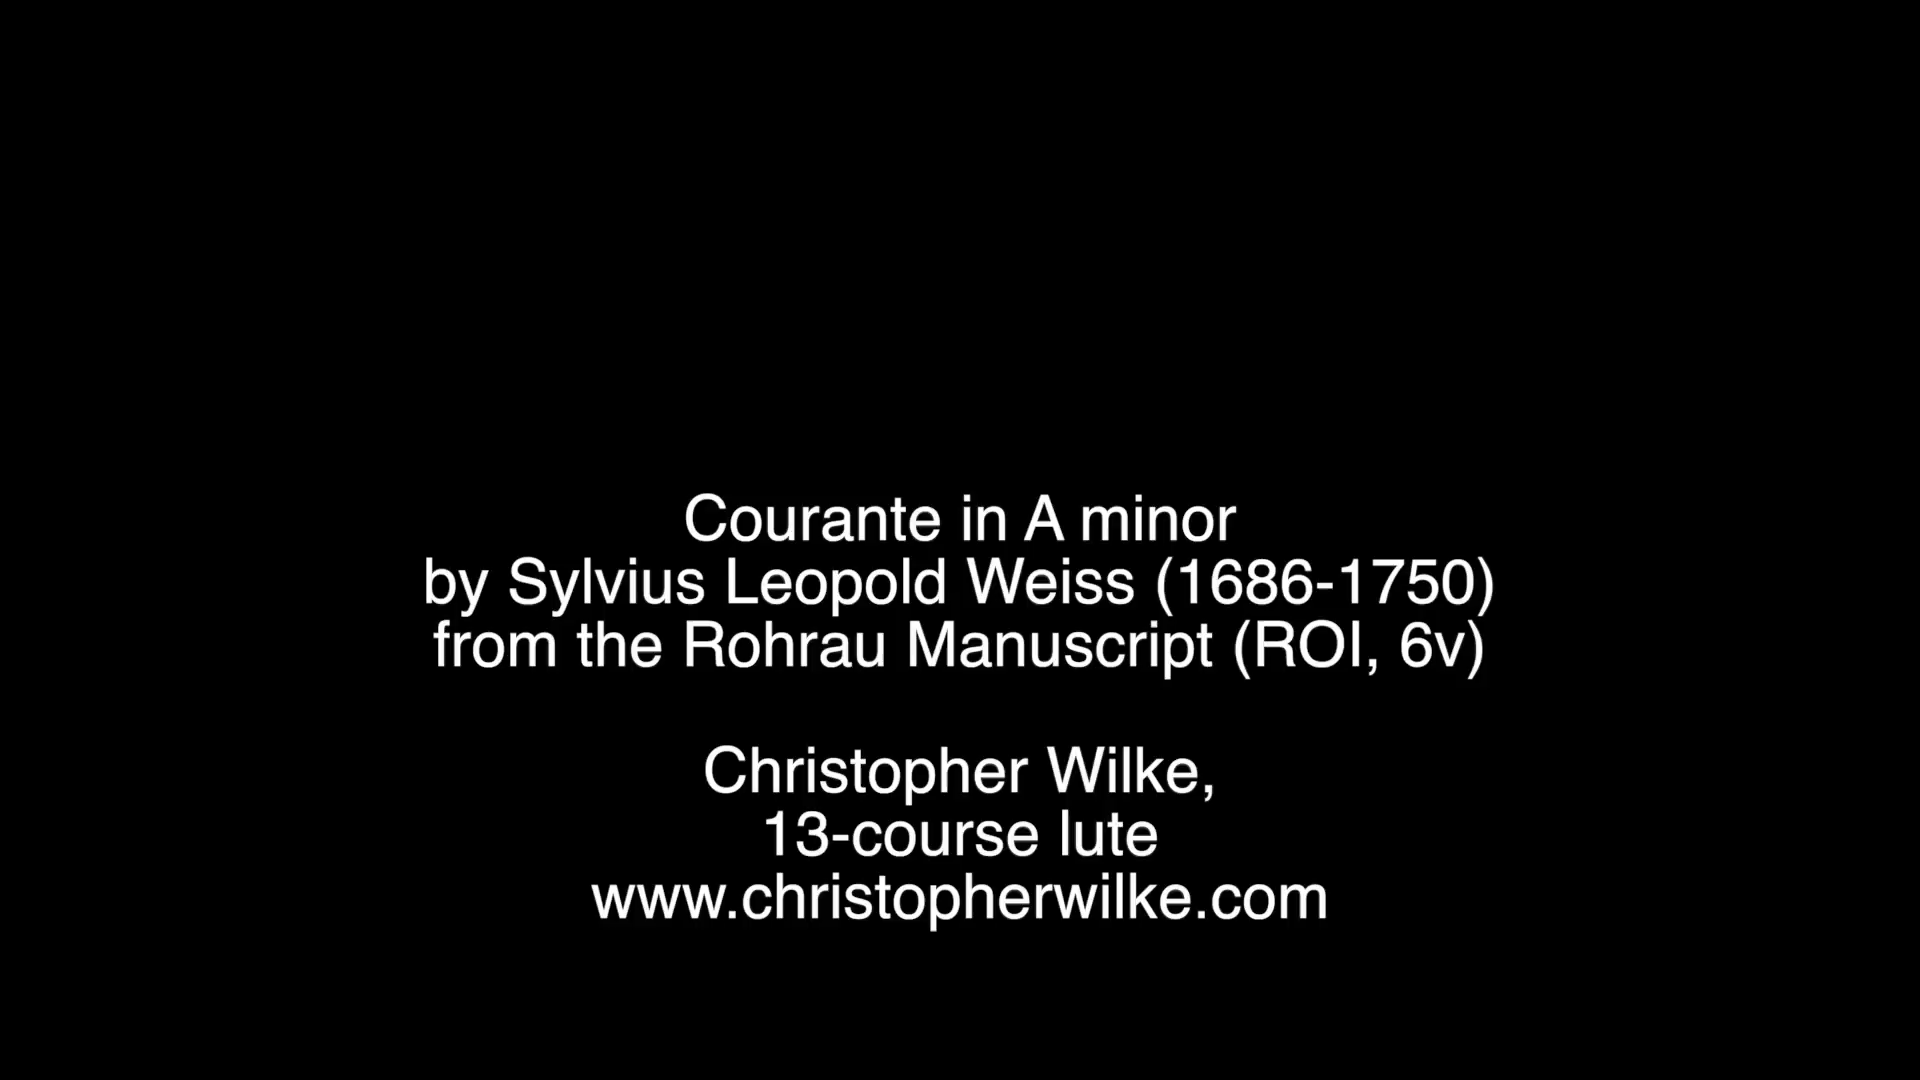 Courante in A minor
by Sylvius Leopold Weiss (1686-1750)
from the Rohrau Manuscript (ROI, 6v)
Christopher Wilke,
13-course lute
www.christopherwilke.com